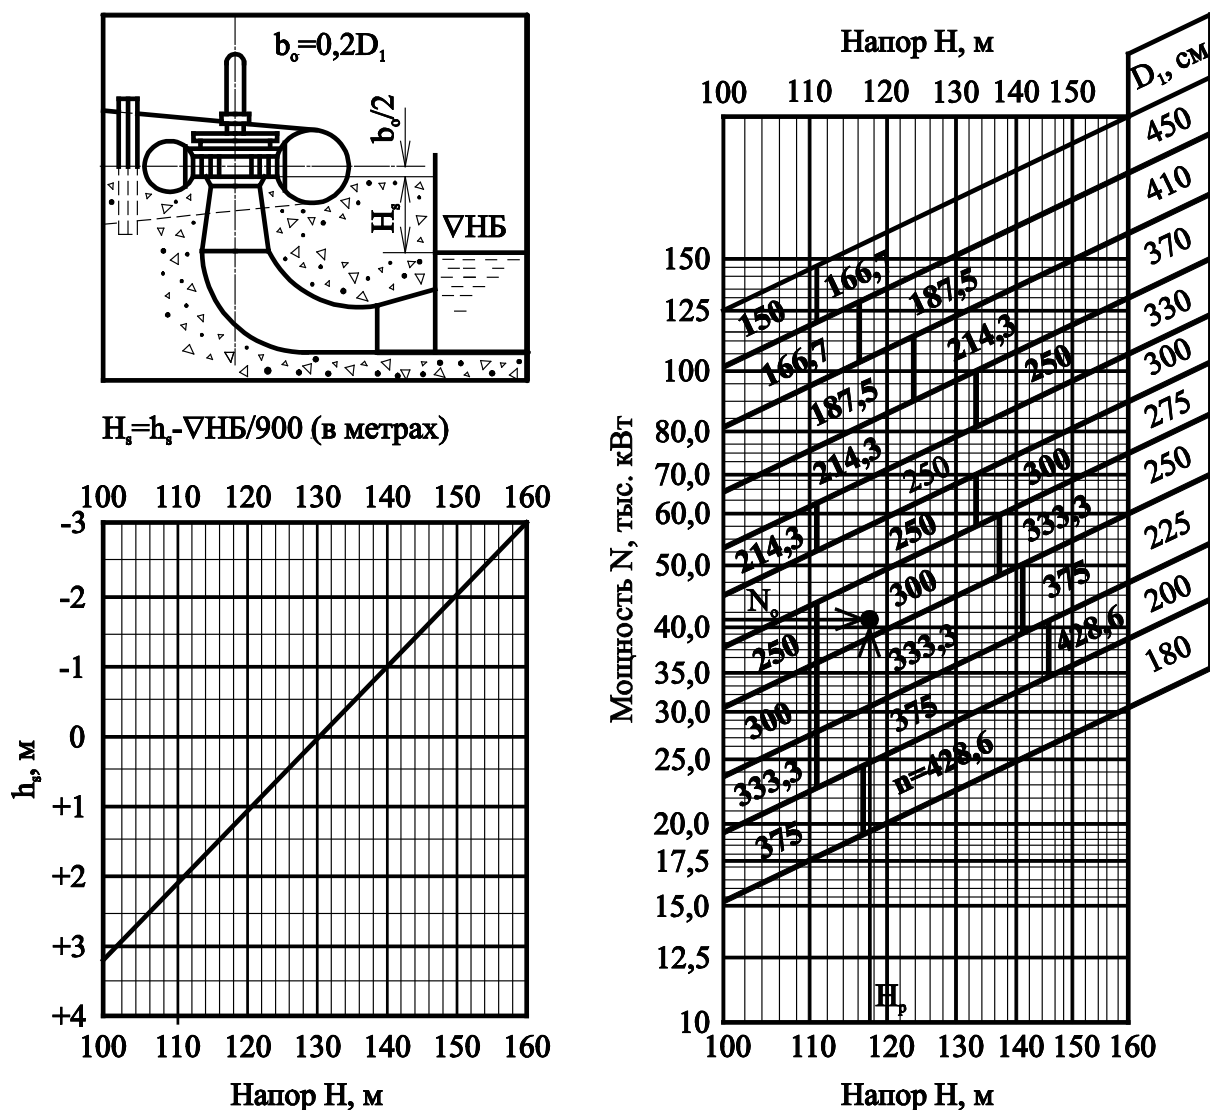 b₀=0,2D₁
b₀/2
Hₛ
∇НБ
Hₛ=hₛ-∇НБ/900 (в метрах)
100 110 120 130 140 150 160
-3
-2
-1
0
+1
+2
+3
+4
hₛ, м
100 110 120 130 140 150 160
Напор H, м
Напор H, м
100 110 120 130 140 150
D₁, см
450
410
370
330
300
275
250
225
200
180
Мощность N, тыс. кВт
150
125
100
80,0
70,0
60,0
50,0
40,0
35,0
30,0
25,0
20,0
17,5
15,0
12,5
10
150 166,7
166,7 187,5
187,5 214,3
214,3 250
214,3 250 300
250 333,3
250 300 375
300 333,3 428,6
333,3 375
375 n=428,6
Hₚ
100 110 120 130 140 150 160
Напор H, м